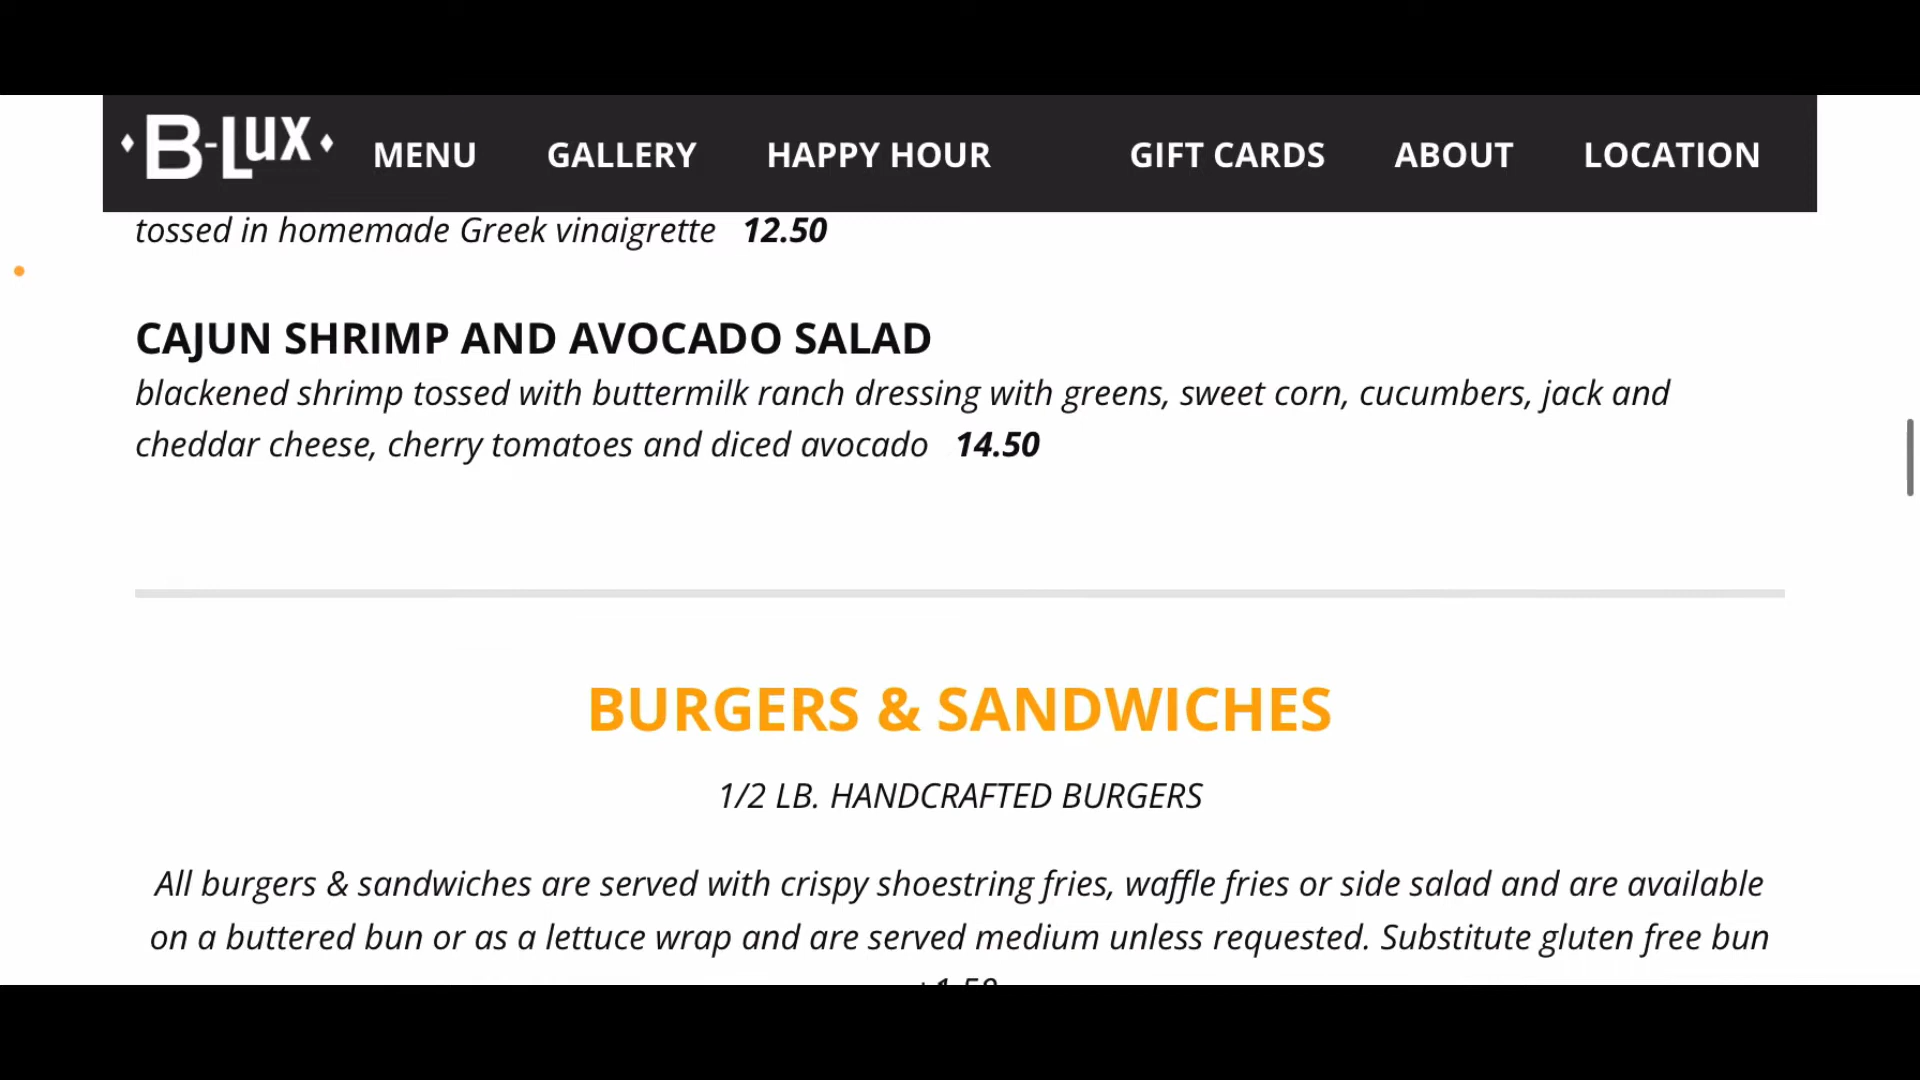 B-LUX MENU GALLERY HAPPY HOUR GIFT CARDS ABOUT LOCATION
tossed in homemade Greek vinaigrette 12.50
CAJUN SHRIMP AND AVOCADO SALAD
blackened shrimp tossed with buttermilk ranch dressing with greens, sweet corn, cucumbers, jack and
cheddar cheese, cherry tomatoes and diced avocado 14.50
BURGERS & SANDWICHES
1/2 LB. HANDCRAFTED BURGERS
All burgers & sandwiches are served with crispy shoestring fries, waffle fries or side salad and are available
on a buttered bun or as a lettuce wrap and are served medium unless requested. Substitute gluten free bun